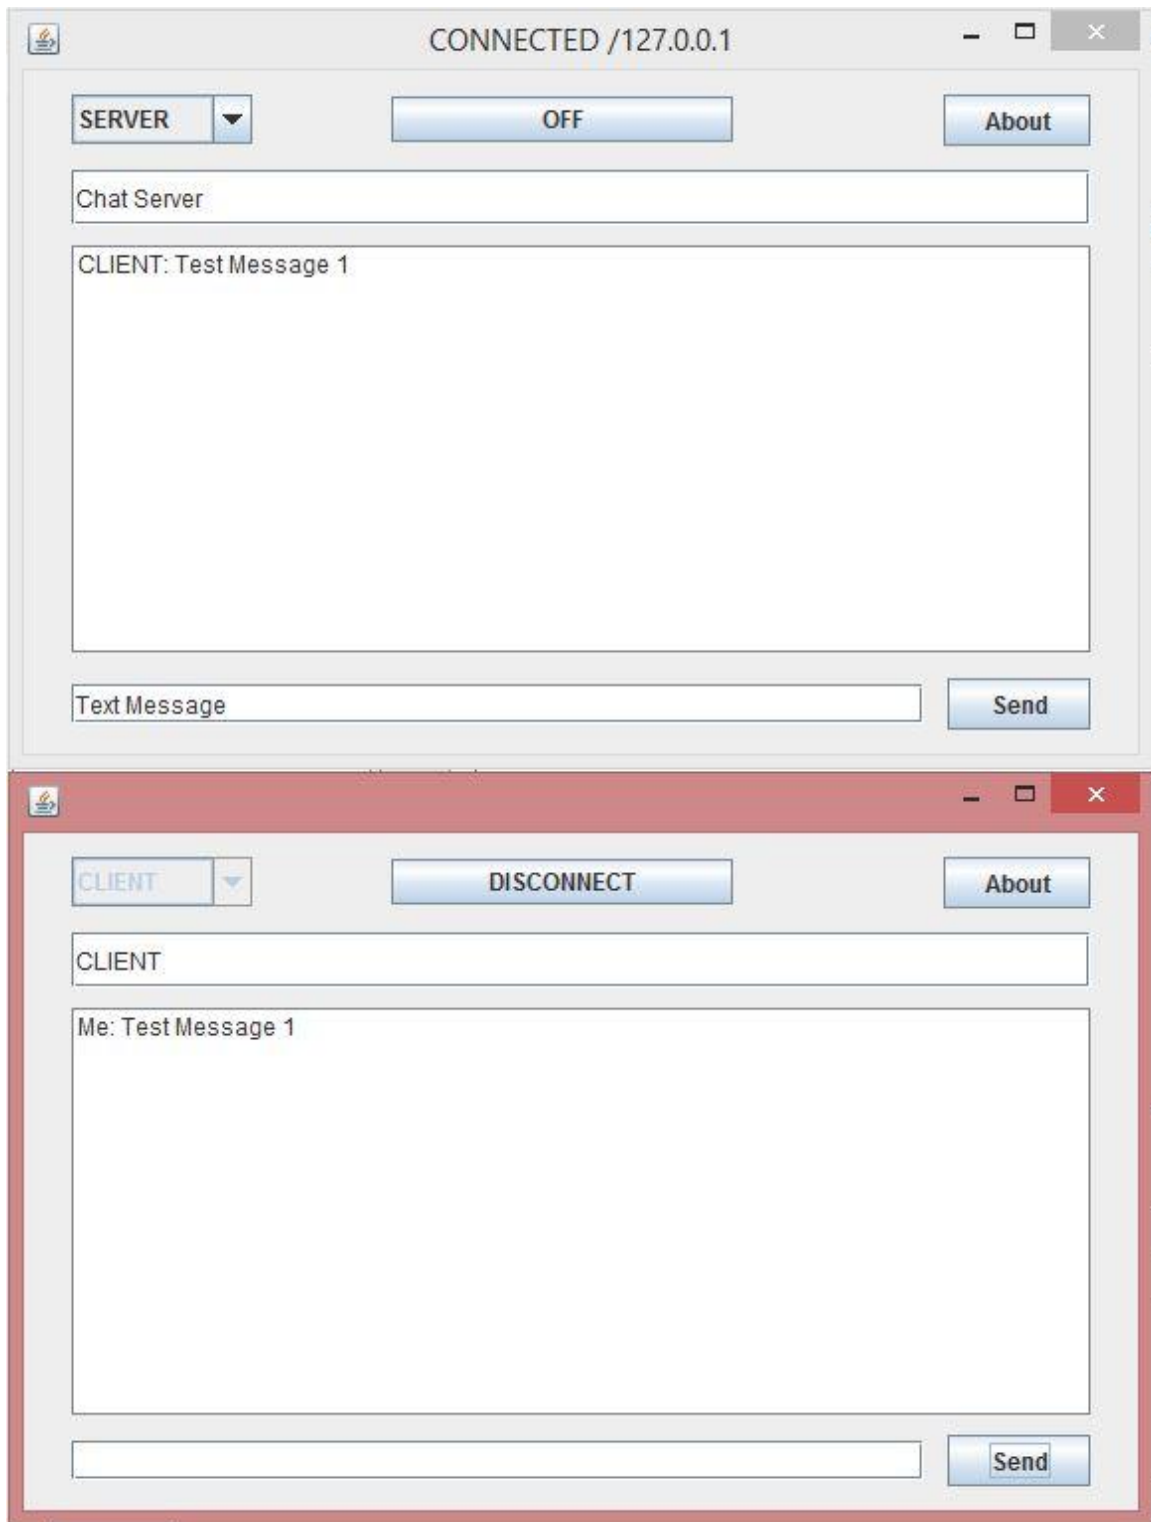 CONNECTED /127.0.0.1
SERVER OFF About
Chat Server
CLIENT: Test Message 1
Text Message Send
CLIENT DISCONNECT About
CLIENT
Me: Test Message 1
Send